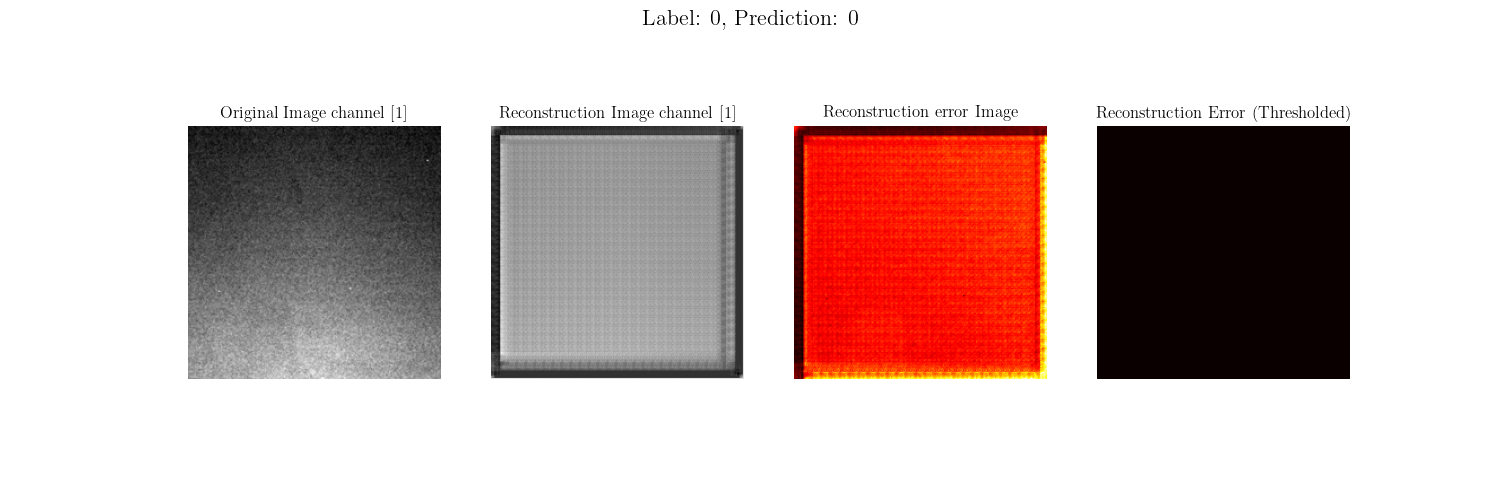 Label: 0, Prediction: 0
Original Image channel [1]
Reconstruction Image channel [1]
Reconstruction error Image
Reconstruction Error (Thresholded)